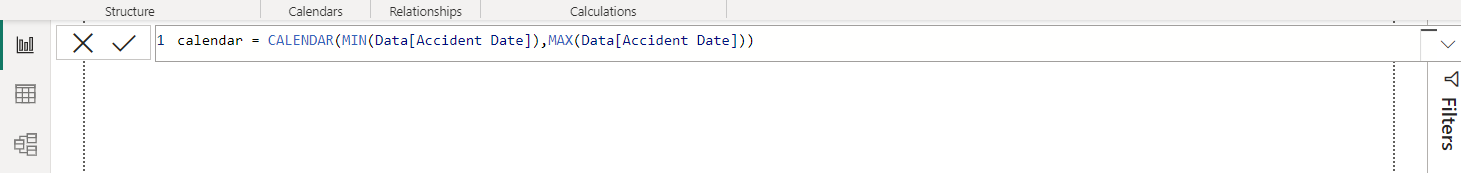 Structure Calendars Relationships Calculations
1 calendar = CALENDAR(MIN(Data[Accident Date]),MAX(Data[Accident Date]))
Filters